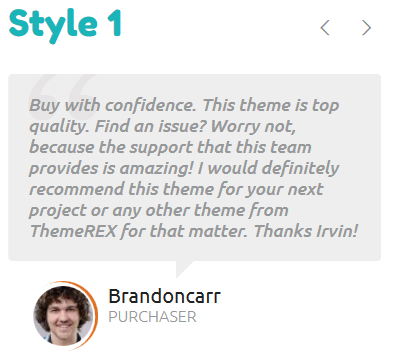 Style 1
Buy with confidence. This theme is top
quality. Find an issue? Worry not,
because the support that this team
provides is amazing! I would definitely
recommend this theme for your next
project or any other theme from
ThemeREX for that matter. Thanks Irvin!
Brandoncarr
PURCHASER